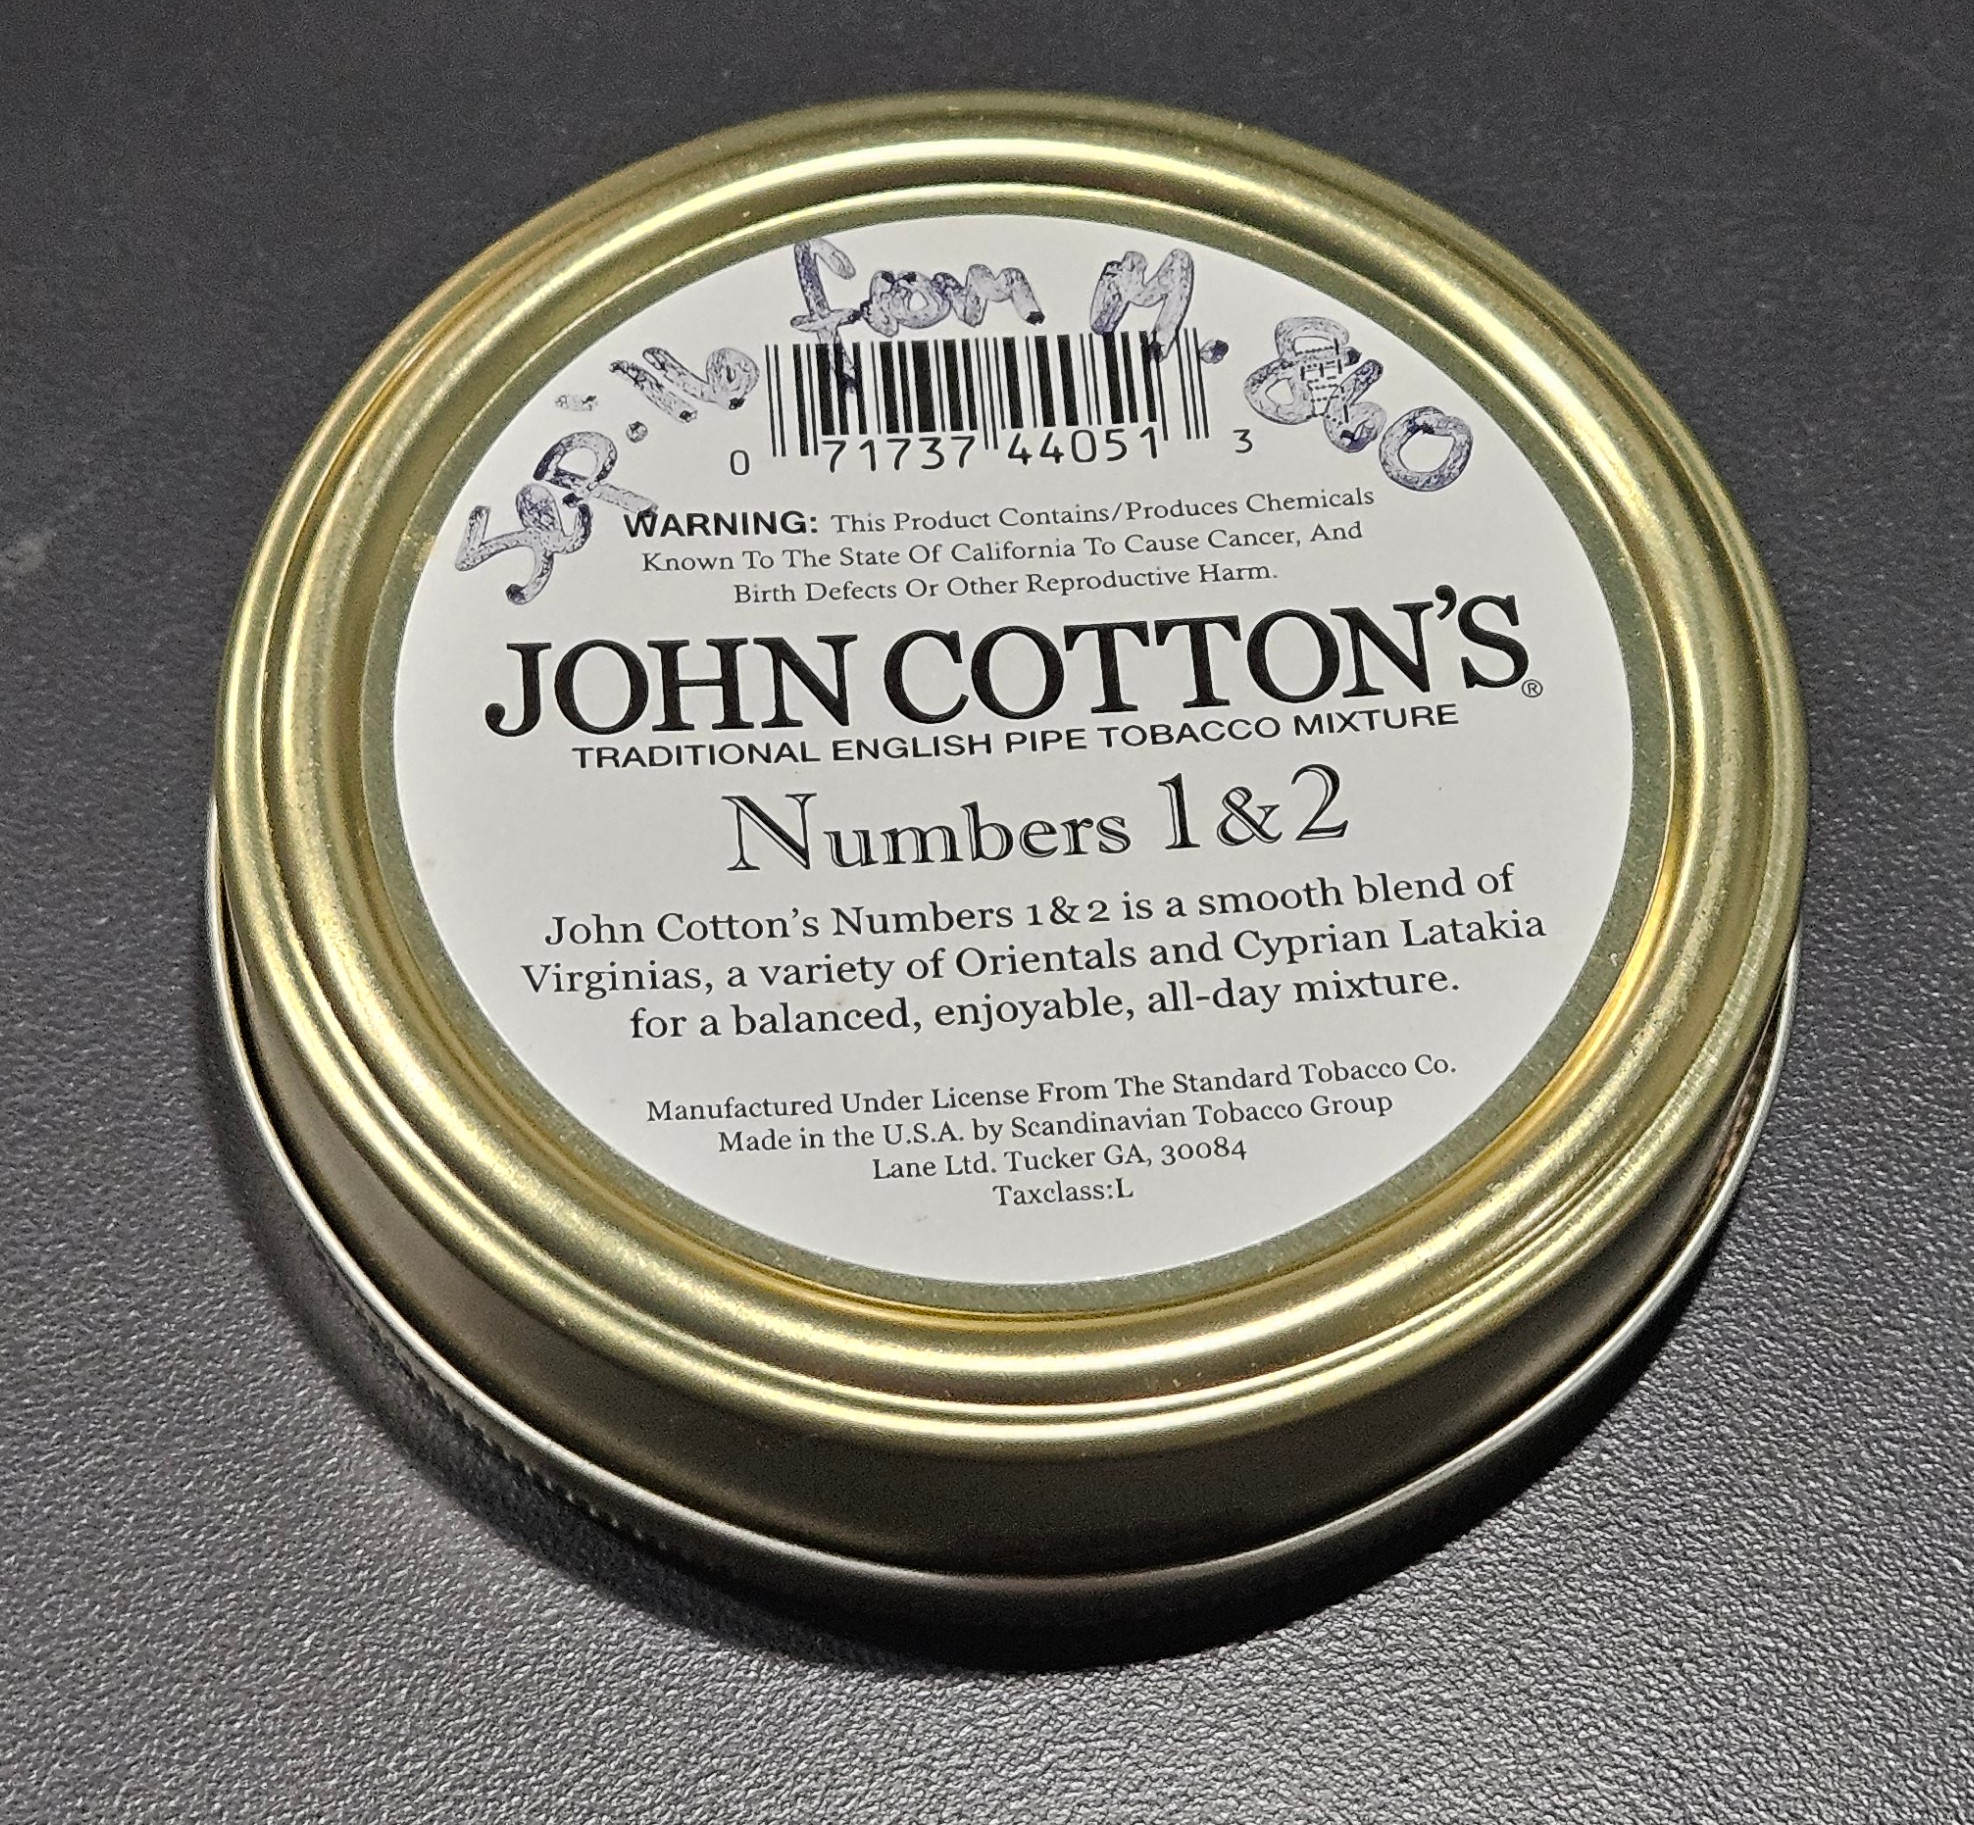 from M.
0 71737 44051 3
WARNING: This Product Contains/Produces Chemicals
Known To The State Of California To Cause Cancer, And
Birth Defects Or Other Reproductive Harm.
JOHN COTTON'S®
TRADITIONAL ENGLISH PIPE TOBACCO MIXTURE
Numbers 1 & 2
John Cotton's Numbers 1 & 2 is a smooth blend of
Virginias, a variety of Orientals and Cyprian Latakia
for a balanced, enjoyable, all-day mixture.
Manufactured Under License From The Standard Tobacco Co.
Made in the U.S.A. by Scandinavian Tobacco Group
Lane Ltd. Tucker GA, 30084
Taxclass:L